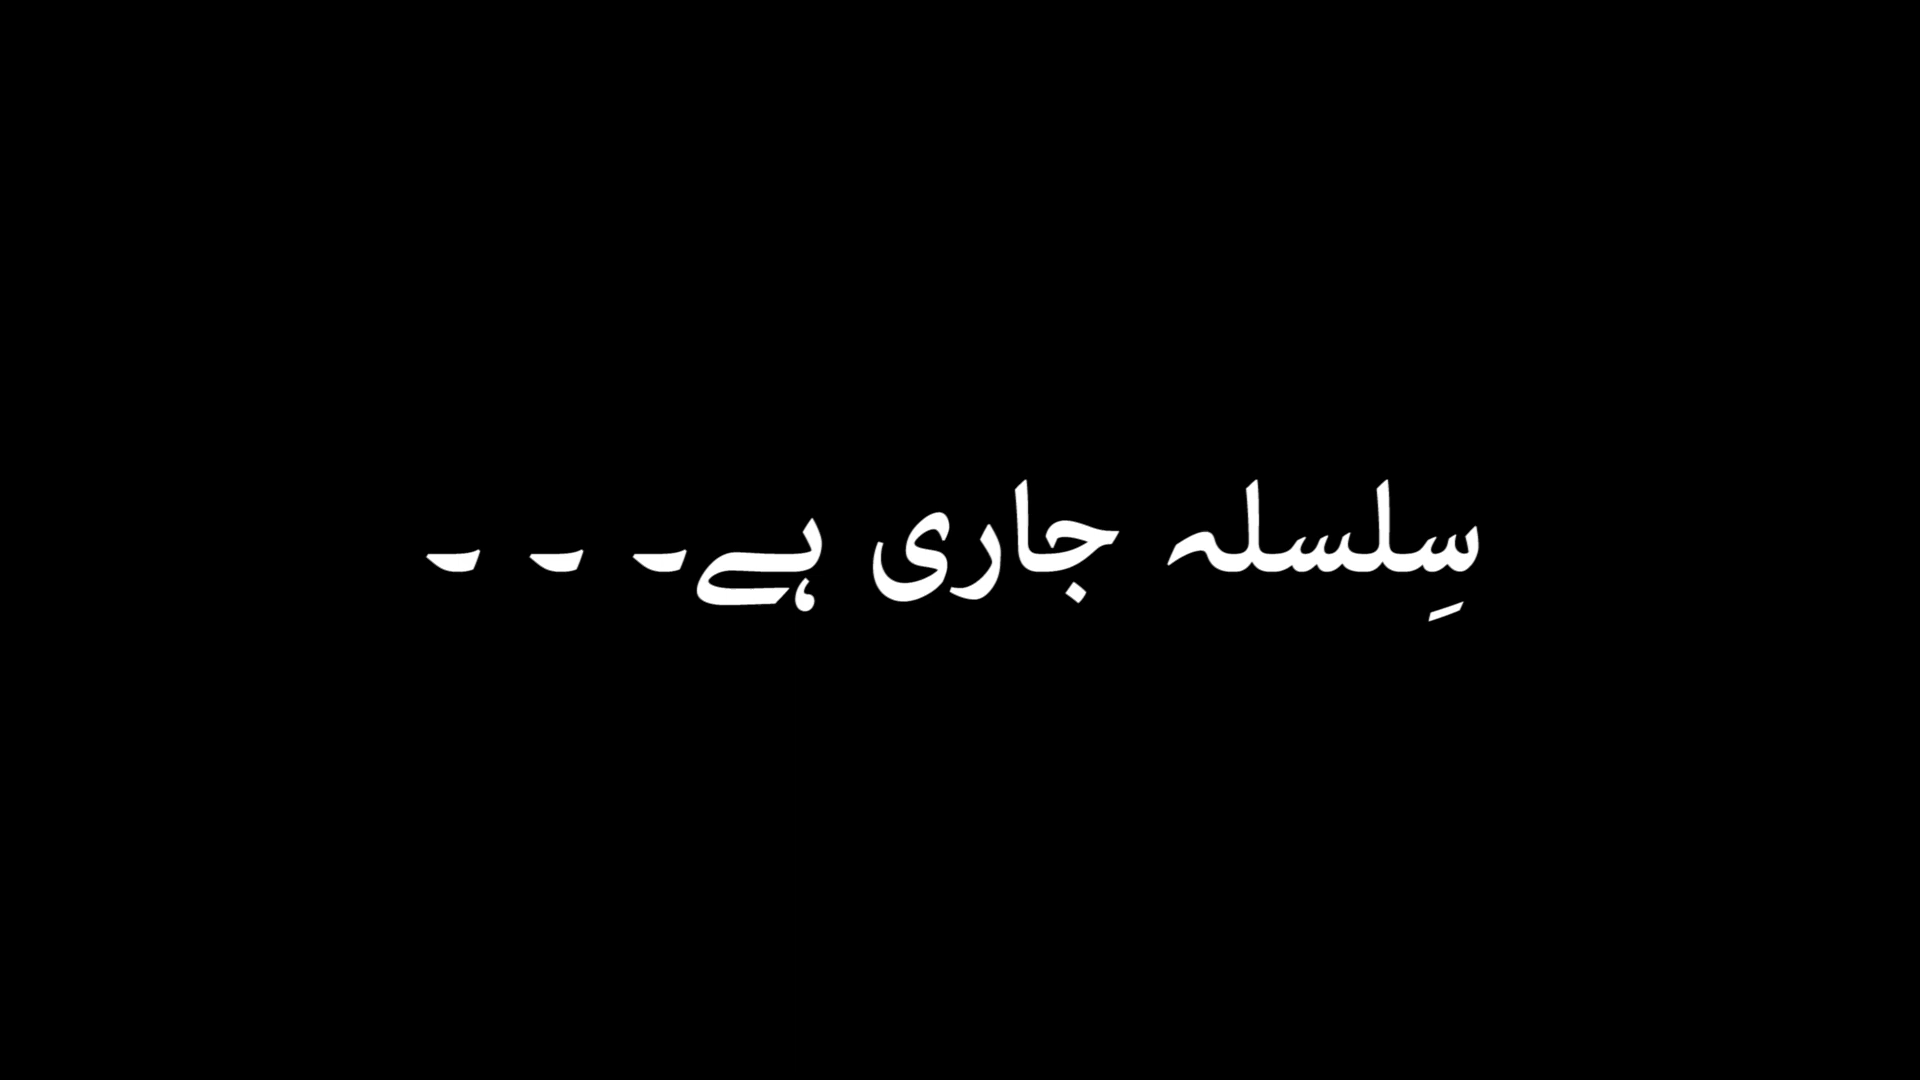 سِلسلہ جاری ہے۔ ۔ ۔